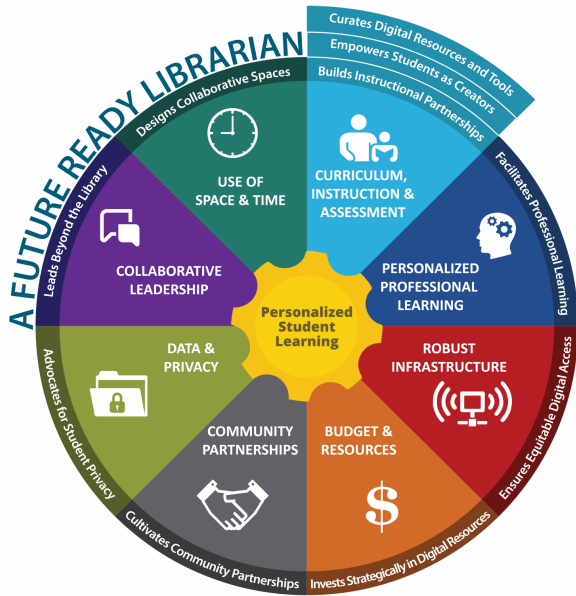 A FUTURE READY LIBRARIAN
Curates Digital Resources and Tools
Empowers Students as Creators
Builds Instructional Partnerships
CURRICULUM,
INSTRUCTION &
ASSESSMENT
Facilitates Professional Learning
PERSONALIZED
PROFESSIONAL
LEARNING
Ensures Equitable Digital Access
ROBUST
INFRASTRUCTURE
Invests Strategically in Digital Resources
BUDGET &
RESOURCES
$
Cultivates Community Partnerships
COMMUNITY
PARTNERSHIPS
Advocates for Student Privacy
DATA &
PRIVACY
Leads Beyond the Library
COLLABORATIVE
LEADERSHIP
Designs Collaborative Spaces
USE OF
SPACE & TIME
Personalized
Student
Learning